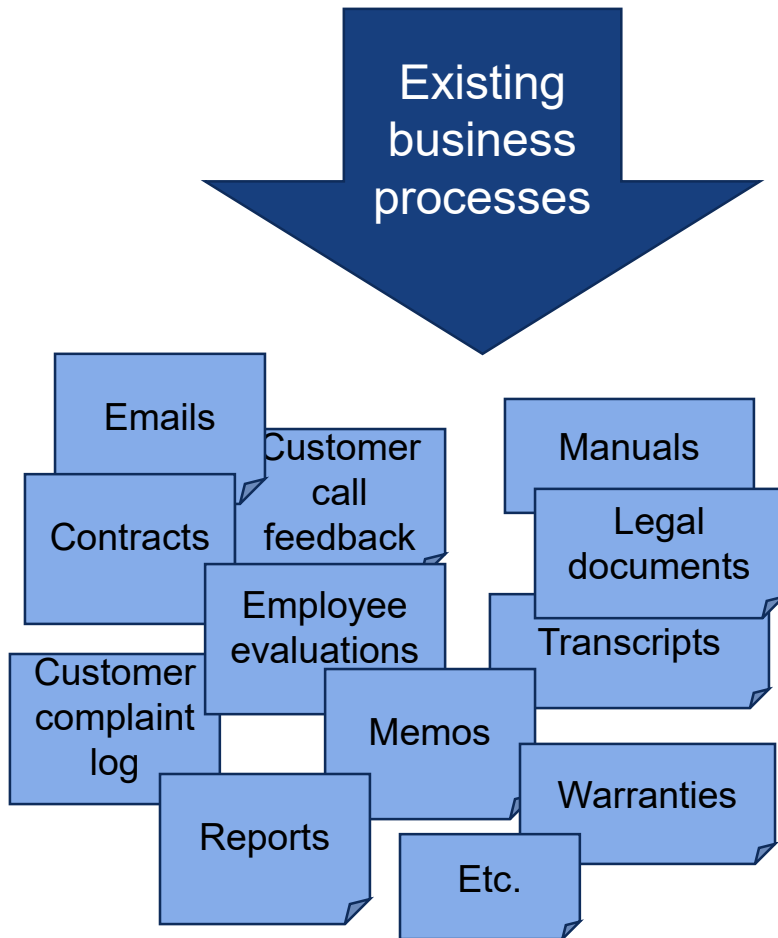 Existing
business
processes
Emails
Customer
call
feedback
Manuals
Contracts
Legal
documents
Employee
evaluations
Transcripts
Customer
complaint
log
Memos
Warranties
Reports
Etc.